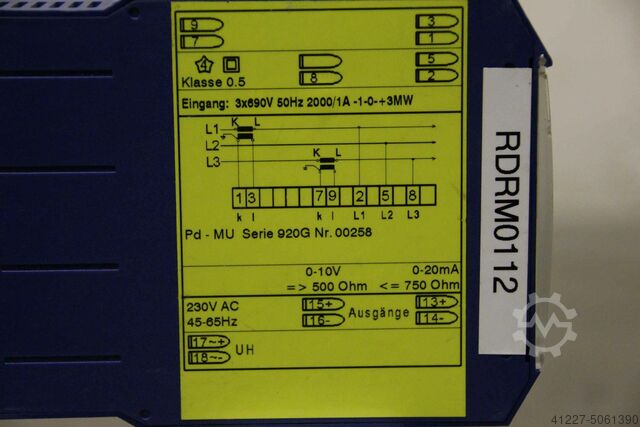 9 3
7 1
4 5
8 2
Klasse 0.5
Eingang: 3x690V 50Hz 2000/1A -1-0-+3MW
K L
L1
L2
K L
L3
1 3 7 9 2 5 8
k l k l L1 L2 L3
Pd - MU Serie 920G Nr. 00258
0-10V 0-20mA
=> 500 Ohm <= 750 Ohm
230V AC 15+ Ausgänge 13+
45-65Hz 16- 14-
17~+ UH
18~-
RDRM0112
41227-5061390